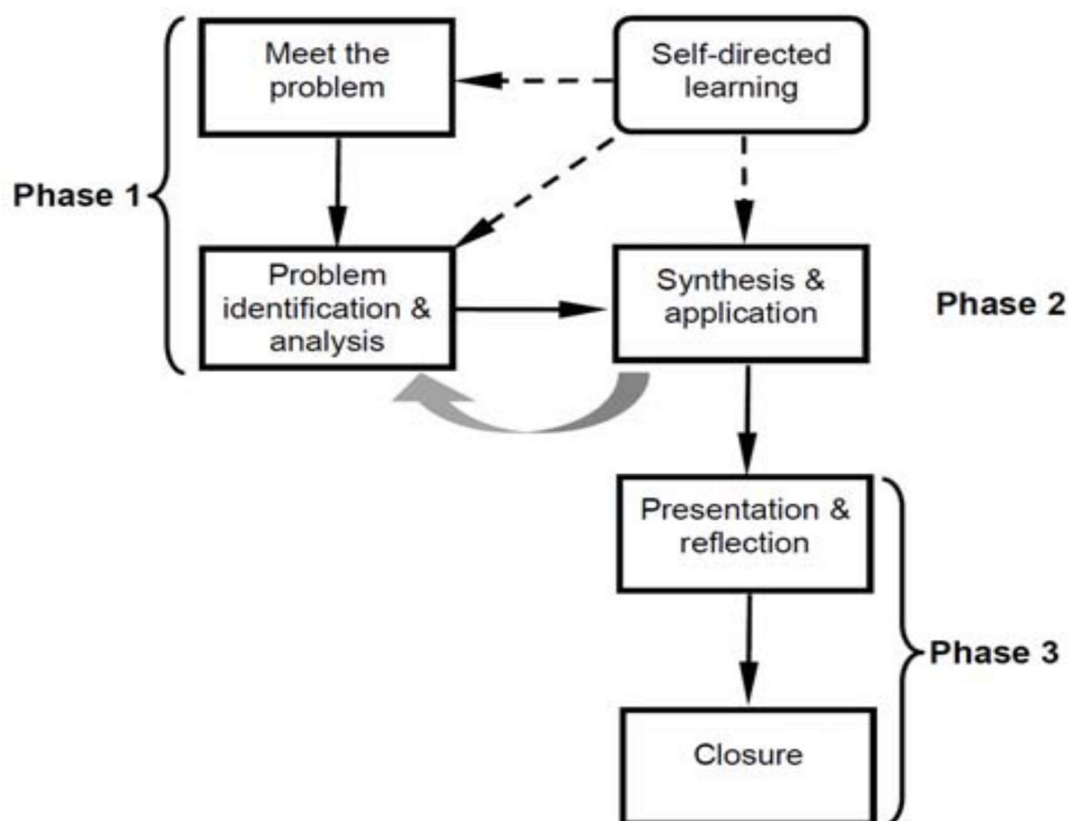 Meet the
problem
Self-directed
learning
Phase 1
Problem
identification &
analysis
Synthesis &
application
Phase 2
Presentation &
reflection
Phase 3
Closure